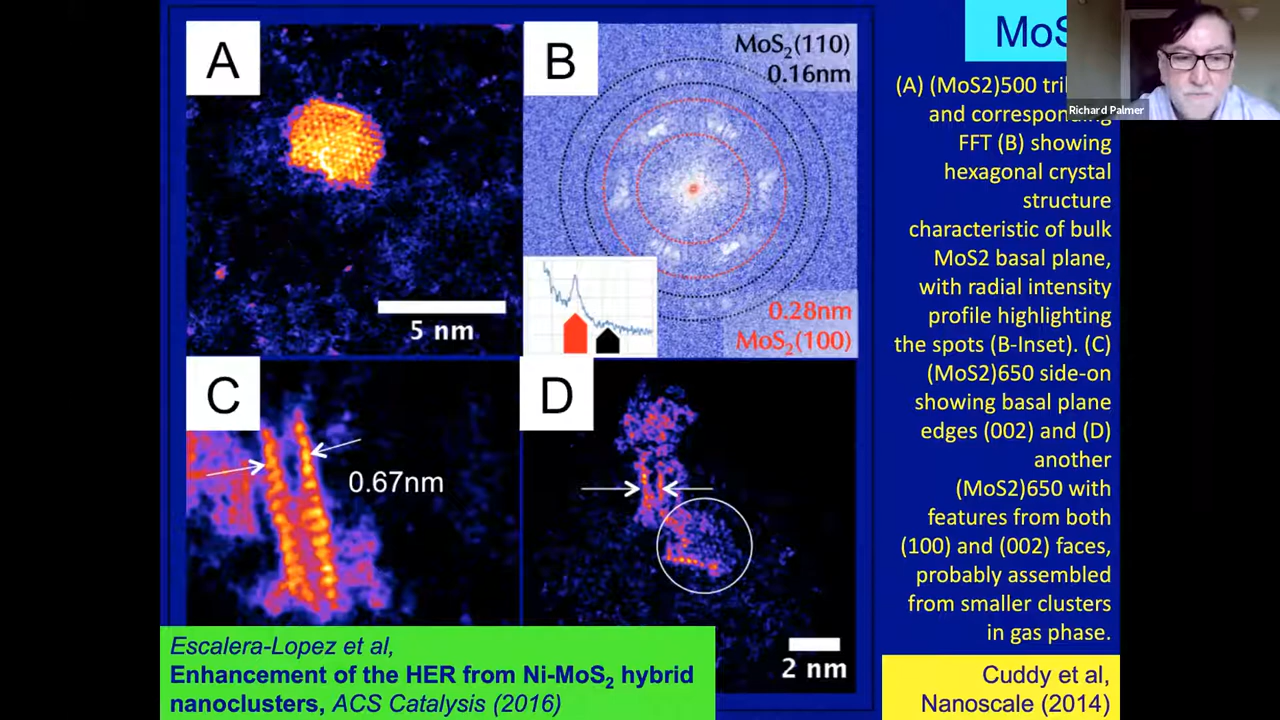 A
5 nm
B
MoS2(110)
0.16nm
0.28nm
MoS2(100)
C
0.67nm
D
2 nm
Escalera-Lopez et al,
Enhancement of the HER from Ni-MoS2 hybrid
nanoclusters, ACS Catalysis (2016)
Richard Palmer
(A) (MoS2)500
and
FFT (B) showing
hexagonal crystal
structure
characteristic of bulk
MoS2 basal plane,
with radial intensity
profile highlighting
the spots (B-Inset). (C)
(MoS2)650 side-on
showing basal plane
edges (002) and (D)
another
(MoS2)650 with
features from both
(100) and (002) faces,
probably assembled
from smaller clusters
in gas phase.
Cuddy et al,
Nanoscale (2014)